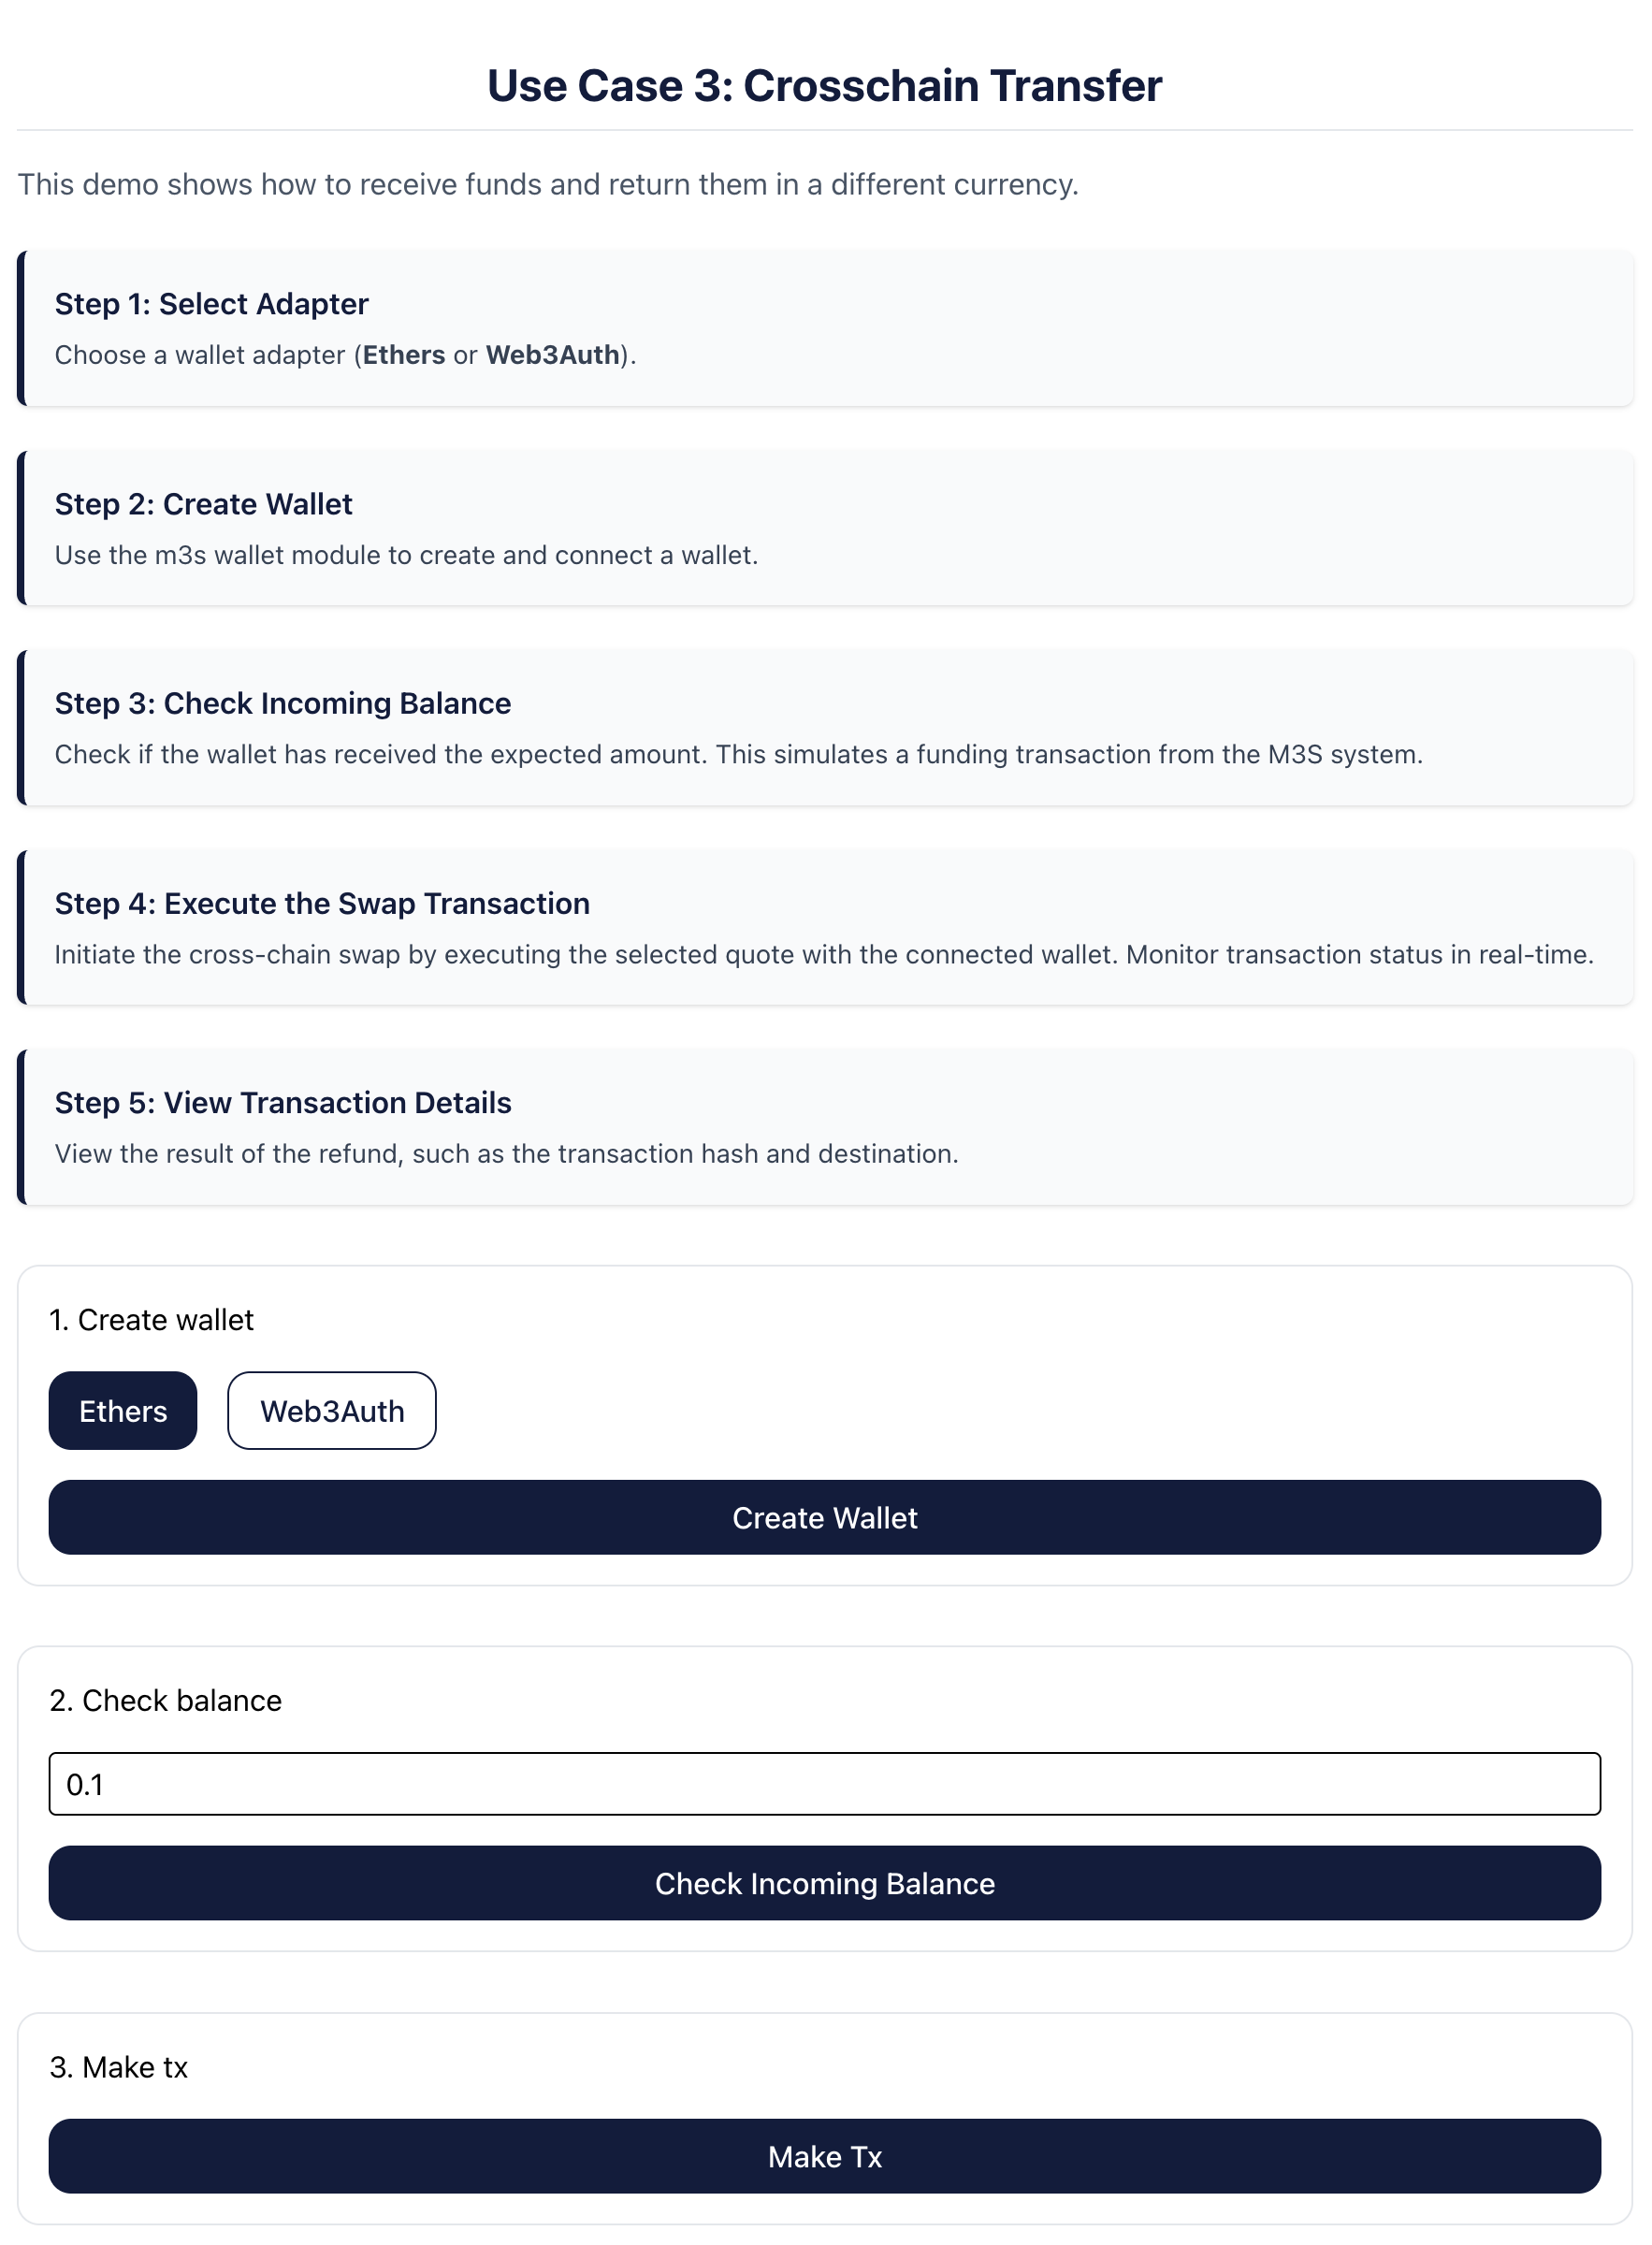 Use Case 3: Crosschain Transfer
This demo shows how to receive funds and return them in a different currency.
Step 1: Select Adapter
Choose a wallet adapter (Ethers or Web3Auth).
Step 2: Create Wallet
Use the m3s wallet module to create and connect a wallet.
Step 3: Check Incoming Balance
Check if the wallet has received the expected amount. This simulates a funding transaction from the M3S system.
Step 4: Execute the Swap Transaction
Initiate the cross-chain swap by executing the selected quote with the connected wallet. Monitor transaction status in real-time.
Step 5: View Transaction Details
View the result of the refund, such as the transaction hash and destination.
1. Create wallet
Ethers Web3Auth
Create Wallet
2. Check balance
0.1
Check Incoming Balance
3. Make tx
Make Tx